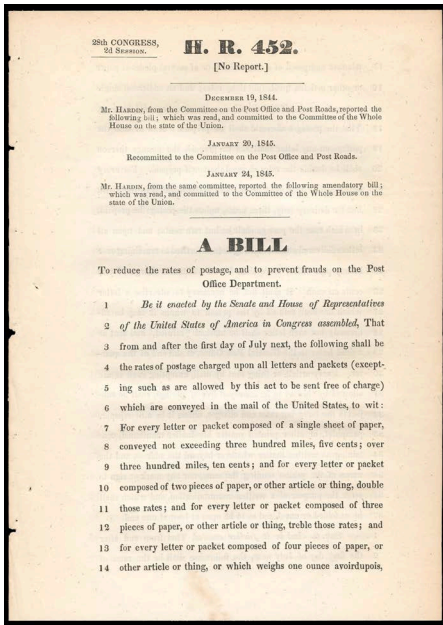 28th CONGRESS,
2d Session.
H. R. 452.
[No Report.]
December 19, 1844.
Mr. Hardin, from the Committee on the Post Office and Post Roads, reported the
following bill; which was read, and committed to the Committee of the Whole
House on the state of the Union.
January 20, 1845.
Recommitted to the Committee on the Post Office and Post Roads.
January 24, 1845.
Mr. Hardin, from the same committee, reported the following amendatory bill;
which was read, and committed to the Committee of the Whole House on the
state of the Union.
A BILL
To reduce the rates of postage, and to prevent frauds on the Post
Office Department.
1 Be it enacted by the Senate and House of Representatives
2 of the United States of America in Congress assembled, That
3 from and after the first day of July next, the following shall be
4 the rates of postage charged upon all letters and packets (except-
5 ing such as are allowed by this act to be sent free of charge)
6 which are conveyed in the mail of the United States, to wit:
7 For every letter or packet composed of a single sheet of paper,
8 conveyed not exceeding three hundred miles, five cents; over
9 three hundred miles, ten cents; and for every letter or packet
10 composed of two pieces of paper, or other article or thing, double
11 those rates; and for every letter or packet composed of three
12 pieces of paper, or other article or thing, treble those rates; and
13 for every letter or packet composed of four pieces of paper, or
14 other article or thing, or which weighs one ounce avoirdupois,